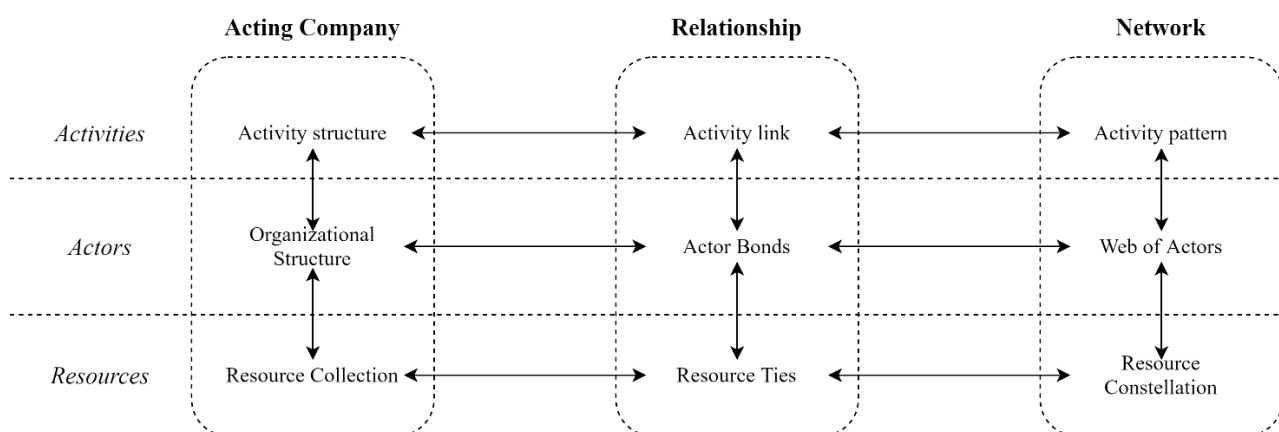 Acting Company
Relationship
Network
Activities
Activity structure
Activity link
Activity pattern
Actors
Organizational
Structure
Actor Bonds
Web of Actors
Resources
Resource Collection
Resource Ties
Resource
Constellation